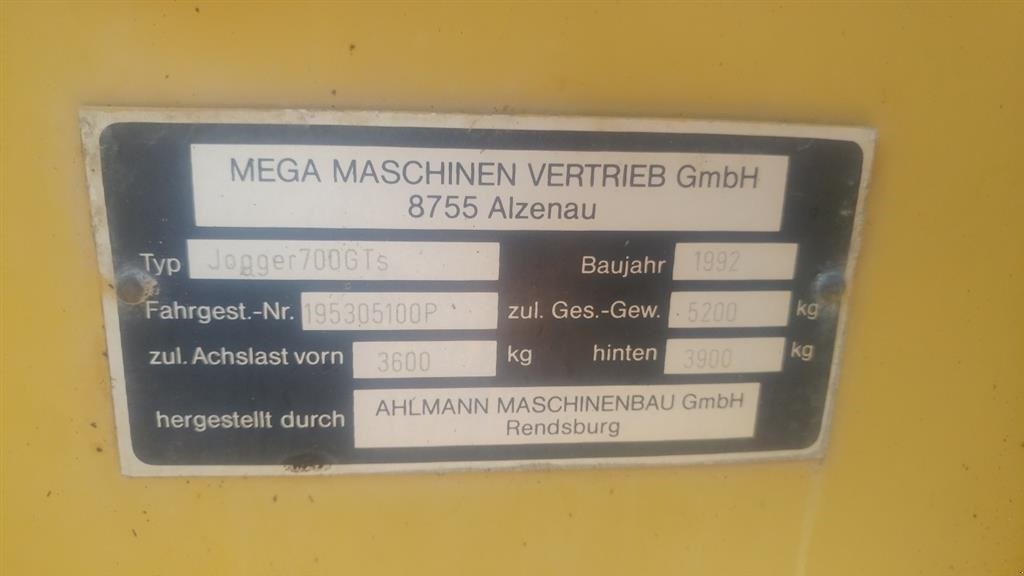 MEGA MASCHINEN VERTRIEB GmbH
8755 Alzenau
Typ Jogger700GTs Baujahr 1992
Fahrgest.-Nr. 195305100P zul. Ges.-Gew. 5200 kg
zul. Achslast vorn 3600 kg hinten 3900 kg
hergestellt durch AHLMANN MASCHINENBAU GmbH
Rendsburg